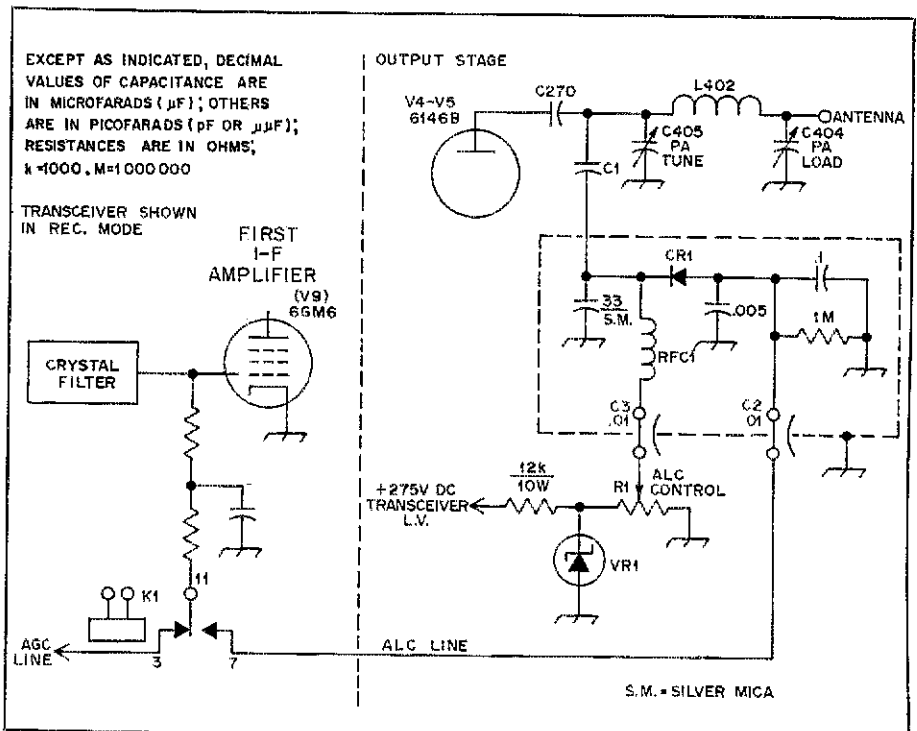 EXCEPT AS INDICATED, DECIMAL
VALUES OF CAPACITANCE ARE
IN MICROFARADS (µF); OTHERS
ARE IN PICOFARADS (pF OR µµF);
RESISTANCES ARE IN OHMS;
k=1000, M=1000000
TRANSCEIVER SHOWN
IN REC. MODE
FIRST
I-F
AMPLIFIER
(V9)
6GM6
CRYSTAL
FILTER
11
K1
AGC
LINE
3
7
OUTPUT STAGE
V4-V5
6146B
C270
L402
ANTENNA
C405
PA
TUNE
C404
PA
LOAD
C1
CR1
.1
33
S.M.
.005
1M
RFC1
C3
.01
C2
.01
12k
10W
+275V DC
TRANSCEIVER
L.V.
R1
ALC
CONTROL
VR1
ALC LINE
S.M. = SILVER MICA